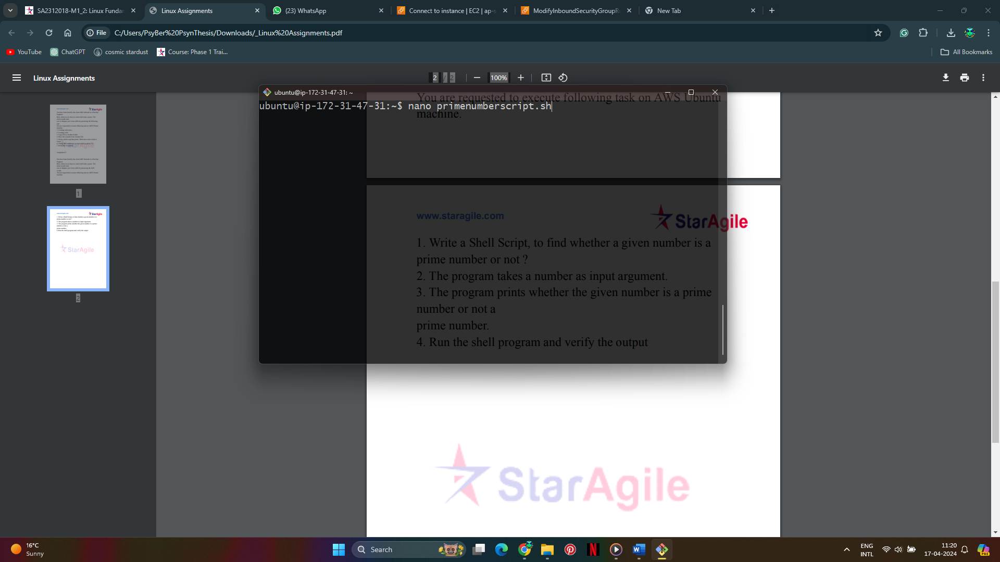 SA2312018-M1_2: Linux Fundar
Linux Assignments
(23) WhatsApp
Connect to instance | EC2 | ap-s
ModifyInboundSecurityGroupR
New Tab
File
C:/Users/PsyBer%20PsynThesis/Downloads/_Linux%20Assignments.pdf
YouTube
ChatGPT
cosmic stardust
Course: Phase 1 Trai...
All Bookmarks
Linux Assignments
2 / 2
100%
ubuntu@ip-172-31-47-31: ~
You are requested to execute following task on AWS Ubuntu
machine.
ubuntu@ip-172-31-47-31:~$ nano primenumberscript.sh
1
2
www.staragile.com
StarAgile
1. Write a Shell Script, to find whether a given number is a
prime number or not ?
2. The program takes a number as input argument.
3. The program prints whether the given number is a prime
number or not a
prime number.
4. Run the shell program and verify the output
StarAgile
16°C
Sunny
Search
ENG
INTL
11:20
17-04-2024